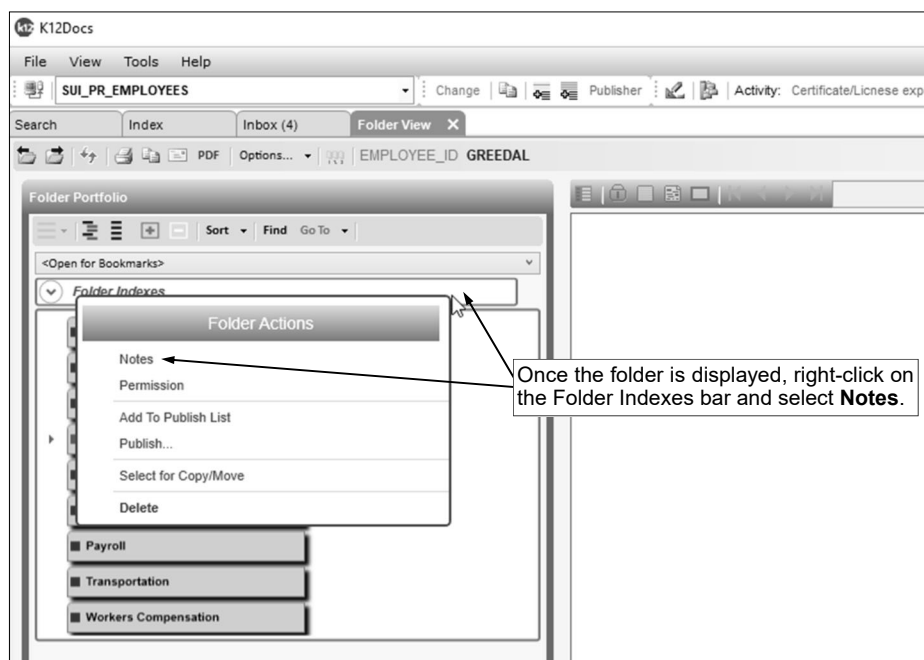 K12Docs
File View Tools Help
SUI_PR_EMPLOYEES Change Publisher Activity: Certificate/Licnese exp
Search Index Inbox (4) Folder View X
PDF Options... EMPLOYEE_ID GREEDAL
Folder Portfolio
Sort Find Go To
<Open for Bookmarks>
Folder Indexes
Folder Actions
Notes
Permission
Add To Publish List
Publish...
Select for Copy/Move
Delete
Once the folder is displayed, right-click on
the Folder Indexes bar and select Notes.
Payroll
Transportation
Workers Compensation